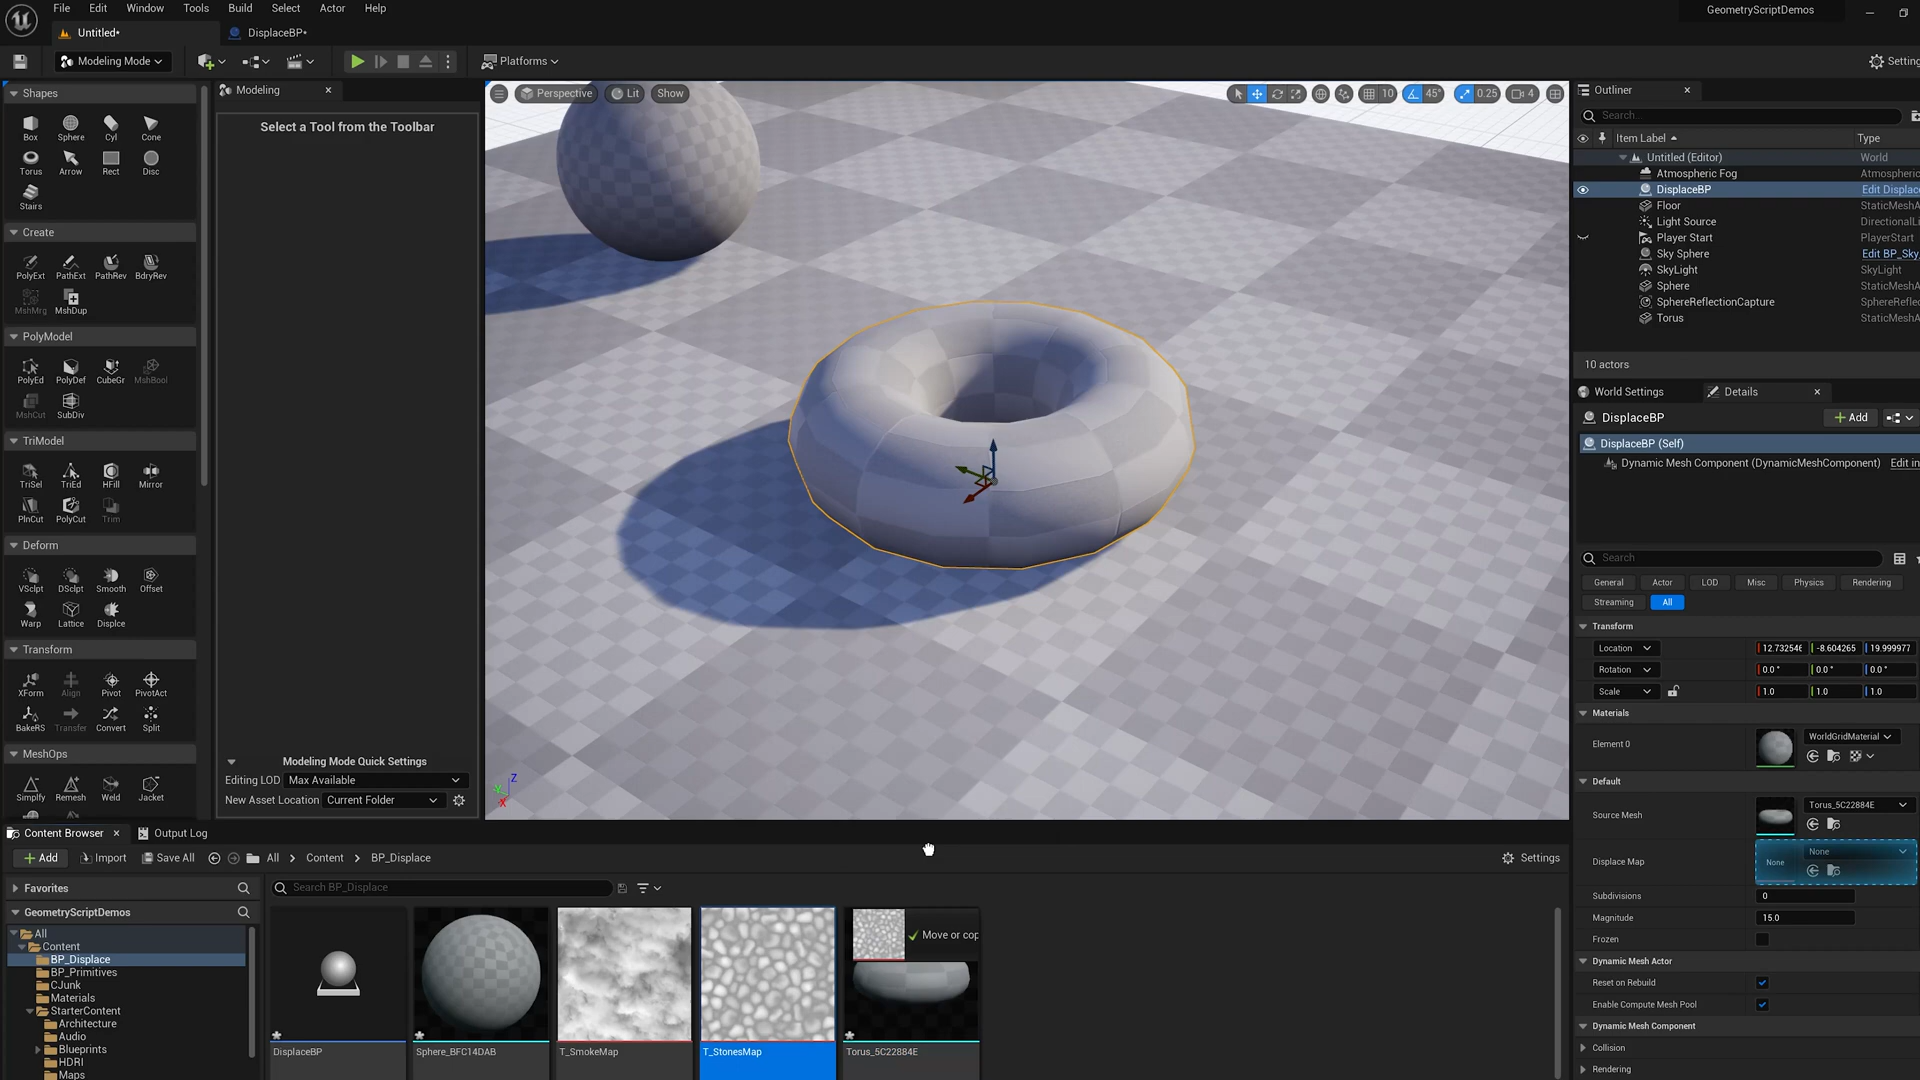 File Edit Window Tools Build Select Actor Help
GeometryScriptDemos
Untitled* DisplaceBP*
Modeling Mode
Platforms
Shapes
Box Sphere Cyl Cone
Torus Arrow Rect Disc
Stairs
Create
PolyExt PathExt PathRev BdryRev
MshMrg MshDup
PolyModel
PolyEd PolyDef CubeGr MshBool
MshCut SubDiv
TriModel
TriSel TriEd HFill Mirror
PlnCut PolyCut Trim
Deform
VSclpt DSclpt Smooth Offset
Warp Lattice Displce
Transform
XForm Align Pivot PivotAct
BakeRS Transfer Convert Split
MeshOps
Simplfy Remesh Weld Jacket
Modeling
Select a Tool from the Toolbar
Modeling Mode Quick Settings
Editing LOD Max Available
New Asset Location Current Folder
Perspective Lit Show
10 45° 0.25 4
Z
Y
X
Outliner
Search...
Item Label Type
Untitled (Editor) World
Atmospheric Fog Atmospheric
DisplaceBP Edit Displac
Floor StaticMeshA
Light Source DirectionalLi
Player Start PlayerStart
Sky Sphere Edit BP_Sky
SkyLight SkyLight
Sphere StaticMeshA
SphereReflectionCapture SphereReflec
Torus StaticMeshA
10 actors
World Settings Details
DisplaceBP Add
DisplaceBP (Self)
Dynamic Mesh Component (DynamicMeshComponent) Edit in
Search
General Actor LOD Misc Physics Rendering
Streaming All
Transform
Location 12.732546 -8.604265 19.999977
Rotation 0.0° 0.0° 0.0°
Scale 1.0 1.0 1.0
Materials
Element 0 WorldGridMaterial
Default
Source Mesh Torus_5C22884E
Displace Map None None
Subdivisions 0
Magnitude 15.0
Frozen
Dynamic Mesh Actor
Reset on Rebuild
Enable Compute Mesh Pool
Dynamic Mesh Component
Collision
Rendering
Content Browser Output Log
Add Import Save All All Content BP_Displace
Settings
Favorites
Search BP_Displace
GeometryScriptDemos
All
Content
BP_Displace
BP_Primitives
CJunk
Materials
StarterContent
Architecture
Audio
Blueprints
HDRI
Maps
Move or cop
DisplaceBP Sphere_BFC14DAB T_SmokeMap T_StonesMap Torus_5C22884E